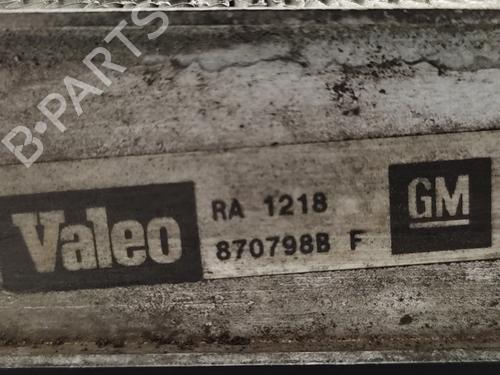 B-PARTS
Valeo
RA 1218
870798B F
GM